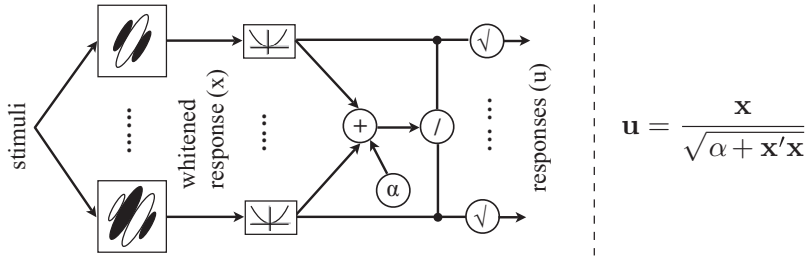 stimuli
whitened
response (x)
+
α
/
√
√
responses (u)
u = x / √(α + x′x)